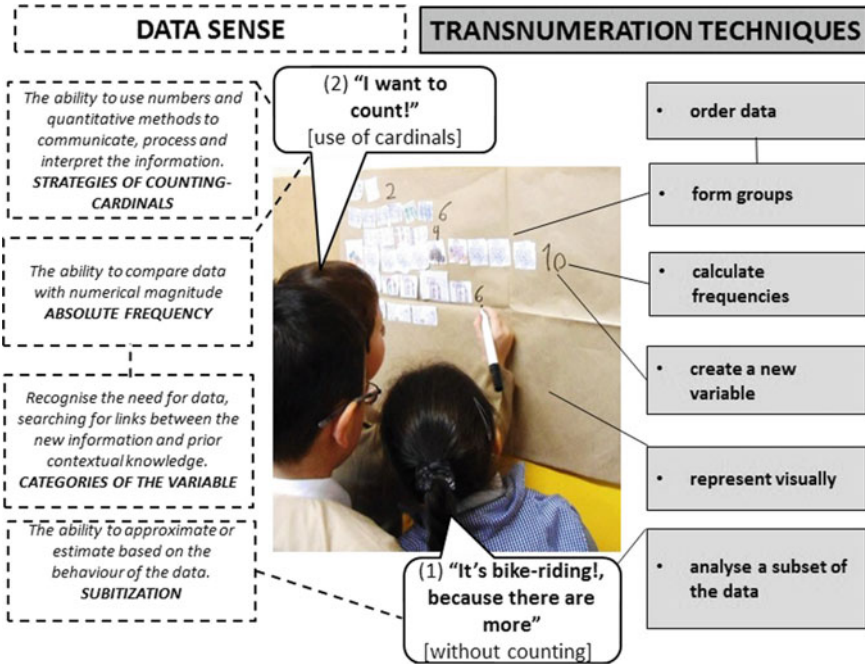 DATA SENSE
TRANSNUMERATION TECHNIQUES
The ability to use numbers and
quantitative methods to
communicate, process and
interpret the information.
STRATEGIES OF COUNTING-
CARDINALS
The ability to compare data
with numerical magnitude
ABSOLUTE FREQUENCY
Recognise the need for data,
searching for links between the
new information and prior
contextual knowledge.
CATEGORIES OF THE VARIABLE
The ability to approximate or
estimate based on the
behaviour of the data.
SUBITIZATION
(2) “I want to
count!”
[use of cardinals]
2
6
9
10
6
(1) “It’s bike-riding!,
because there are
more”
[without counting]
• order data
• form groups
• calculate
frequencies
• create a new
variable
• represent visually
• analyse a subset of
the data